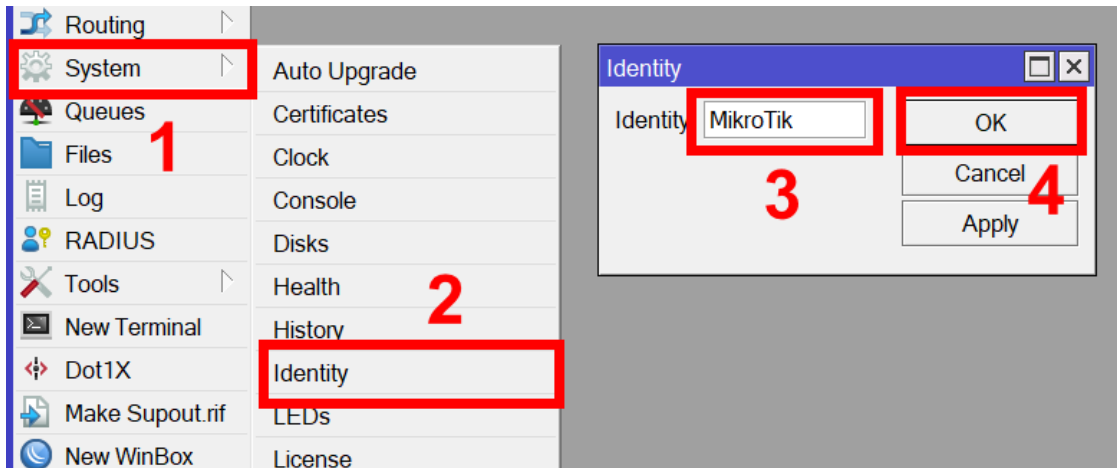 Routing
System
Queues
1
Files
Log
RADIUS
Tools
New Terminal
Dot1X
Make Supout.rif
New WinBox
Auto Upgrade
Certificates
Clock
Console
Disks
Health
2
History
Identity
LEDs
License
Identity
Identity MikroTik
3
OK
Cancel
4
Apply